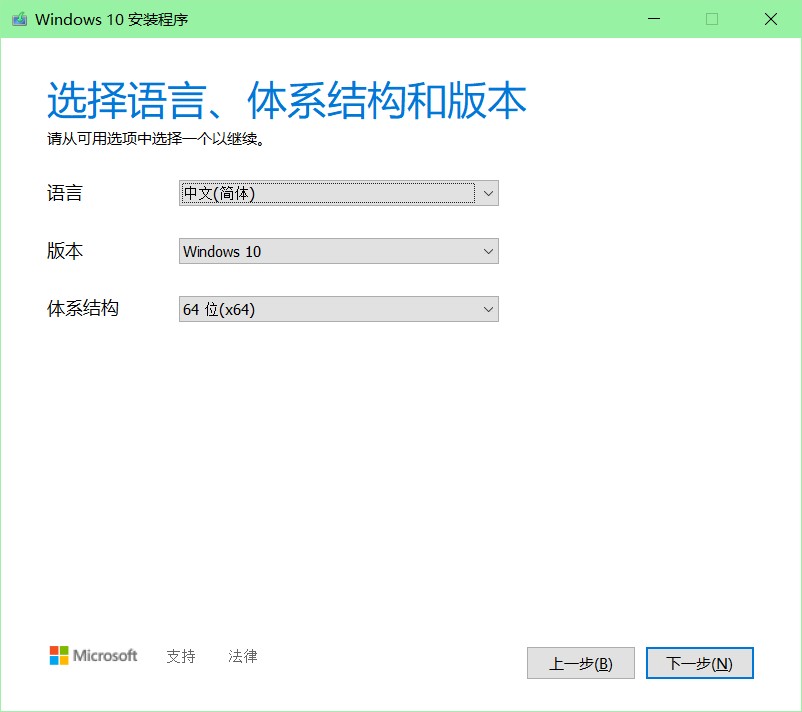 Windows 10 安装程序
选择语言、体系结构和版本
请从可用选项中选择一个以继续。
语言
中文(简体)
版本
Windows 10
体系结构
64 位(x64)
Microsoft 支持 法律 上一步(B) 下一步(N)